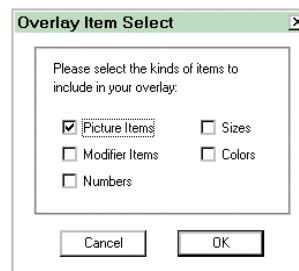 Overlay Item Select
Please select the kinds of items to
include in your overlay:
Picture Items
Sizes
Modifier Items
Colors
Numbers
Cancel
OK